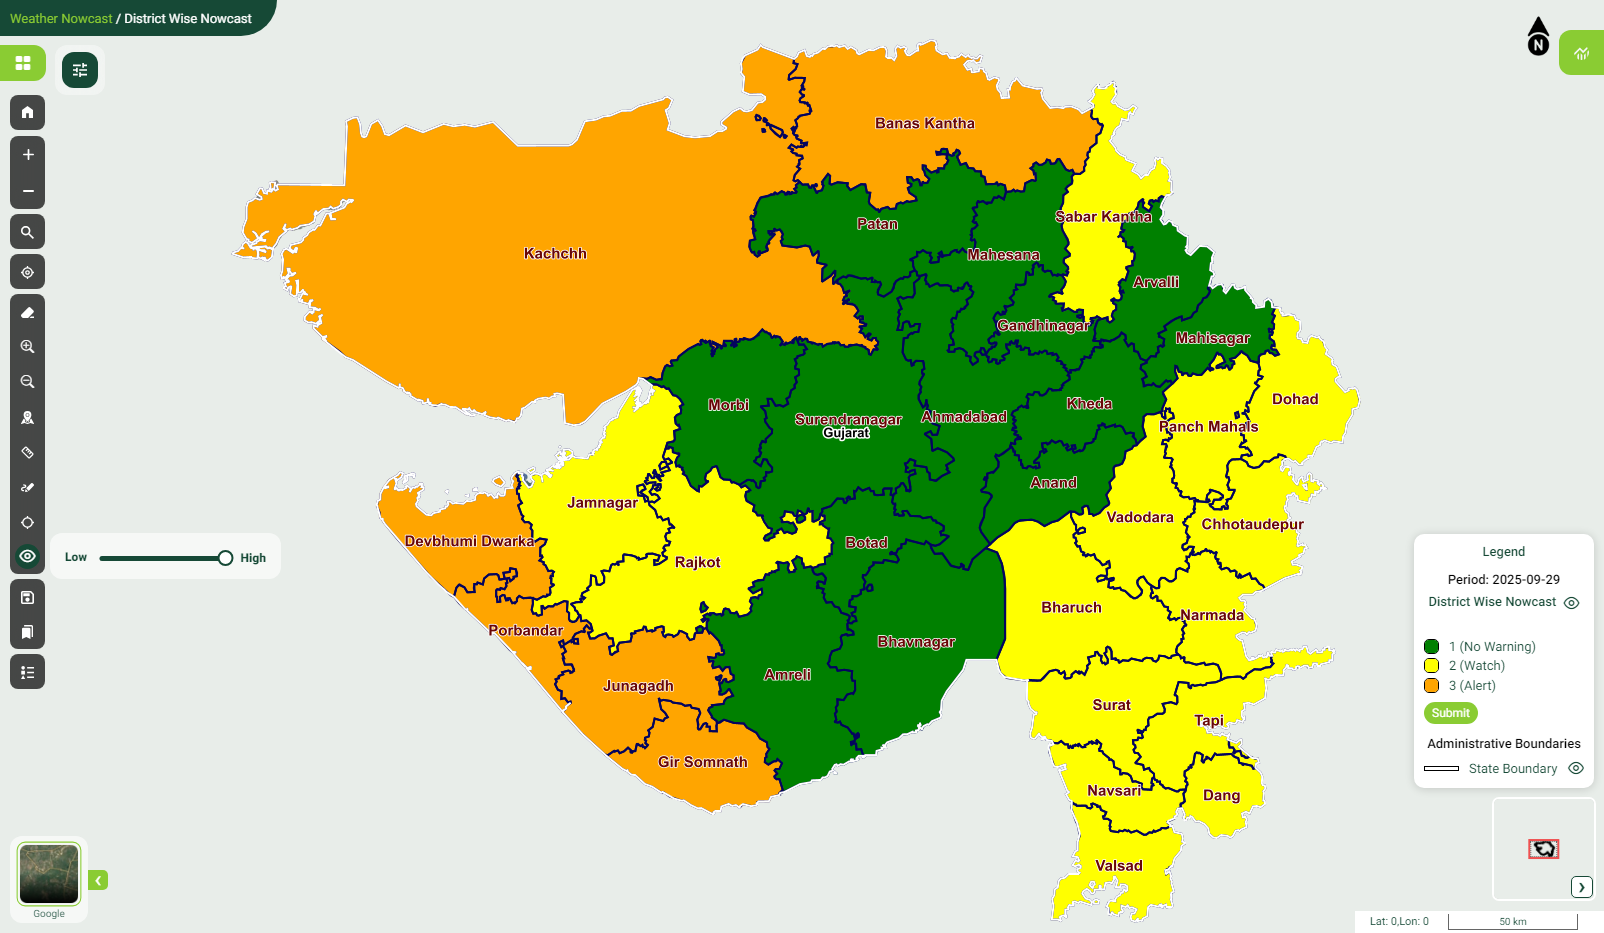 Weather Nowcast / District Wise Nowcast
N
Banas Kantha
Sabar Kantha
Patan
Kachchh
Mahesana
Arvalli
Gandhinagar
Mahisagar
Dohad
Morbi
Kheda
Surendranagar
Ahmadabad
Panch Mahals
Gujarat
Anand
Jamnagar
Vadodara
Chhotaudepur
Devbhumi Dwarka
Botad
Low
High
Rajkot
Bharuch
Narmada
Porbandar
Bhavnagar
Amreli
Junagadh
Surat
Tapi
Gir Somnath
Navsari
Dang
Valsad
Legend
Period: 2025-09-29
District Wise Nowcast
1 (No Warning)
2 (Watch)
3 (Alert)
Submit
Administrative Boundaries
State Boundary
Google
Lat: 0,Lon: 0
50 km